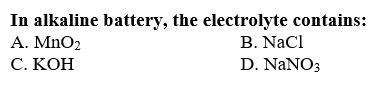 In alkaline battery, the electrolyte contains:
A. MnO₂ B. NaCl
C. KOH D. NaNO₃